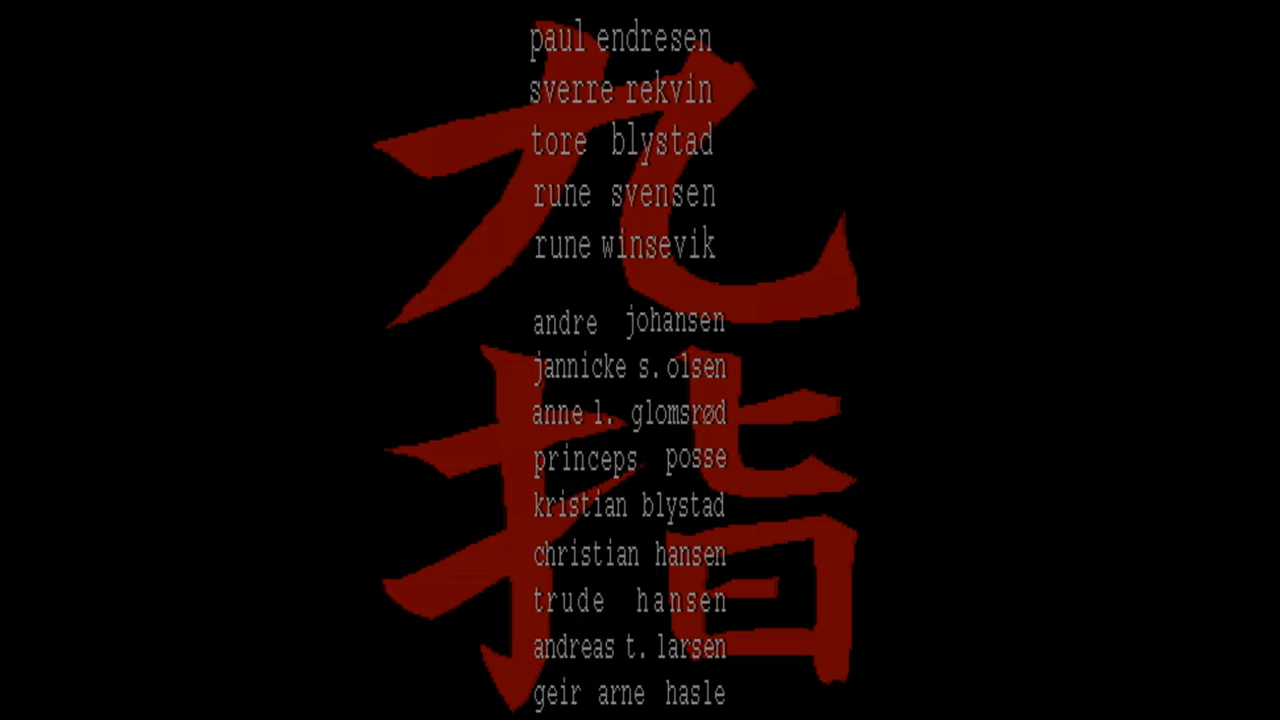 九指
paul endresen
sverre rekvin
tore blystad
rune svensen
rune winsevik
andre johansen
jannicke s. olsen
anne l. glomsrød
princeps posse
kristian blystad
christian hansen
trude hansen
andreas t. larsen
geir arne hasle